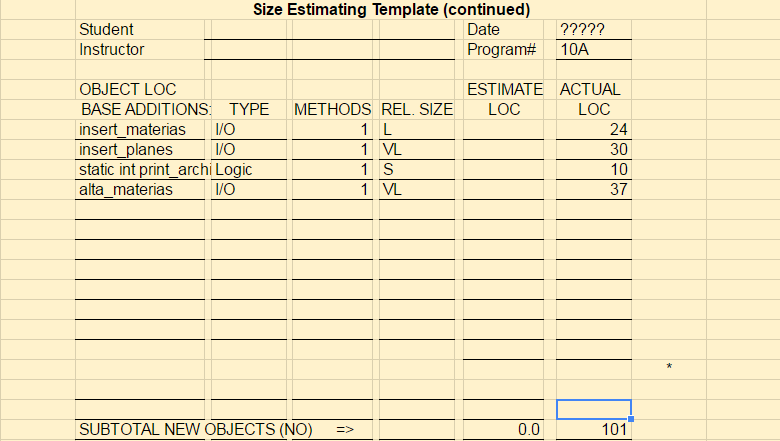 Size Estimating Template (continued)
Student Date ?????
Instructor Program# 10A
OBJECT LOC ESTIMATE ACTUAL
BASE ADDITIONS: TYPE METHODS REL. SIZE LOC LOC
insert_materias I/O 1 L 24
insert_planes I/O 1 VL 30
static int print_archi Logic 1 S 10
alta_materias I/O 1 VL 37
*
SUBTOTAL NEW OBJECTS (NO) => 0.0 101